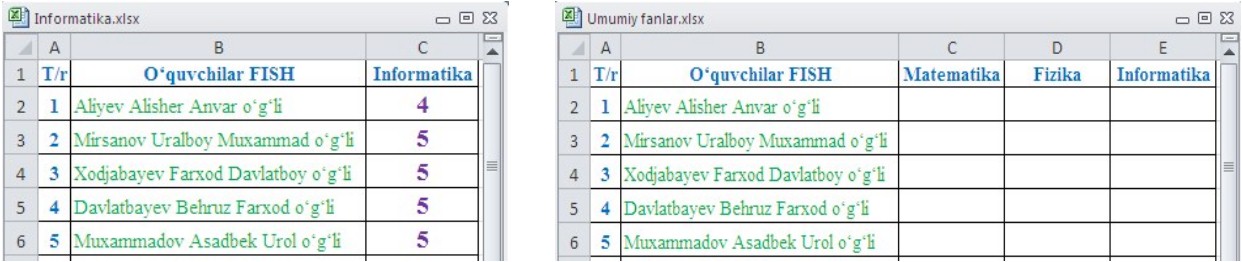 Informatika.xlsx
A B C
1 T/r O‘quvchilar FISH Informatika
2 1 Aliyev Alisher Anvar o‘g‘li 4
3 2 Mirsanov Uralboy Muxammad o‘g‘li 5
4 3 Xodjabayev Farxod Davlatboy o‘g‘li 5
5 4 Davlatbayev Behruz Farxod o‘g‘li 5
6 5 Muxammadov Asadbek Urol o‘g‘li 5
Umumiy fanlar.xlsx
A B C D E
1 T/r O‘quvchilar FISH Matematika Fizika Informatika
2 1 Aliyev Alisher Anvar o‘g‘li
3 2 Mirsanov Uralboy Muxammad o‘g‘li
4 3 Xodjabayev Farxod Davlatboy o‘g‘li
5 4 Davlatbayev Behruz Farxod o‘g‘li
6 5 Muxammadov Asadbek Urol o‘g‘li